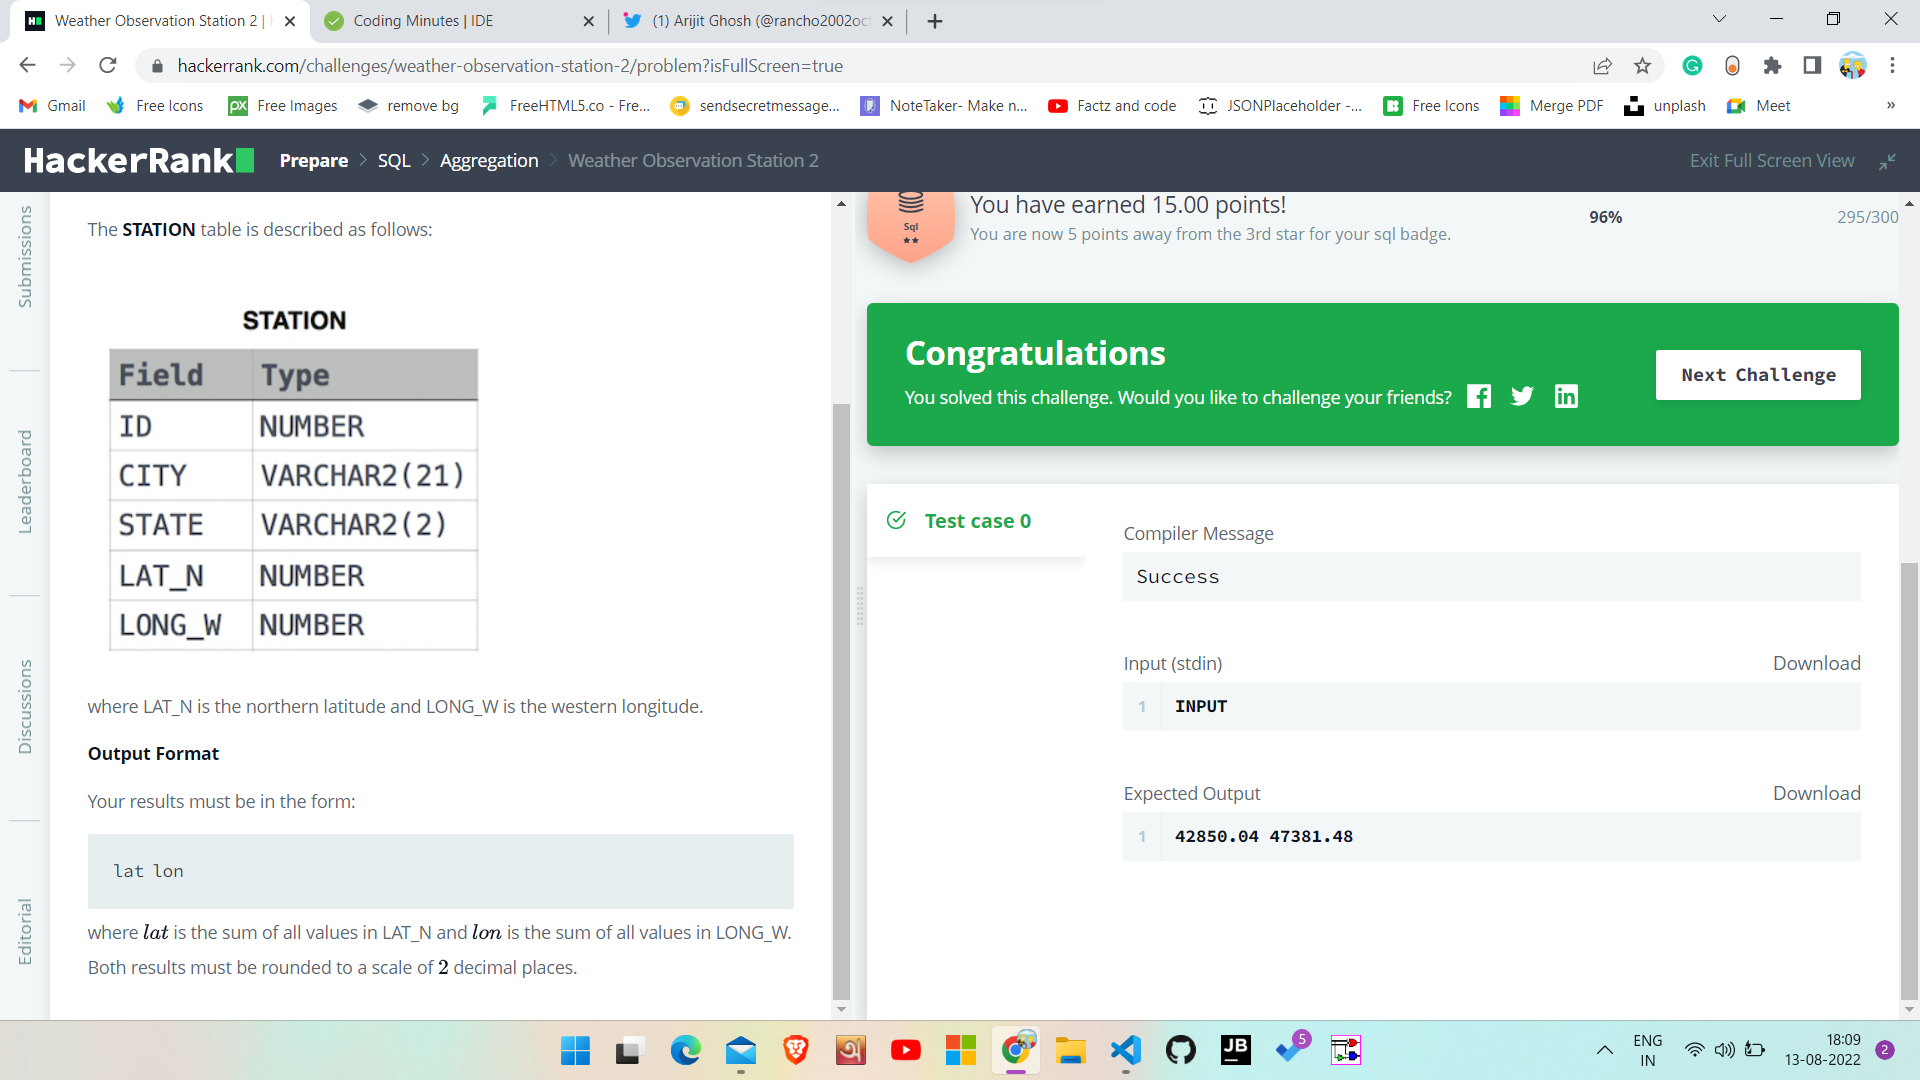 Weather Observation Station 2 | 
Coding Minutes | IDE
(1) Arijit Ghosh (@rancho2002oct
hackerrank.com/challenges/weather-observation-station-2/problem?isFullScreen=true
Gmail
Free Icons
PX Free Images
remove bg
FreeHTML5.co - Fre...
sendsecretmessage...
NoteTaker- Make n...
Factz and code
JSONPlaceholder -...
Free Icons
Merge PDF
unplash
Meet
»
HackerRank
Prepare > SQL > Aggregation > Weather Observation Station 2
Exit Full Screen View
Submissions
Leaderboard
Discussions
Editorial
The STATION table is described as follows:
STATION
Field Type
ID NUMBER
CITY VARCHAR2(21)
STATE VARCHAR2(2)
LAT_N NUMBER
LONG_W NUMBER
where LAT_N is the northern latitude and LONG_W is the western longitude.
Output Format
Your results must be in the form:
lat lon
where lat is the sum of all values in LAT_N and lon is the sum of all values in LONG_W.
Both results must be rounded to a scale of 2 decimal places.
Sql
You have earned 15.00 points!
You are now 5 points away from the 3rd star for your sql badge.
96%
295/300
Congratulations
You solved this challenge. Would you like to challenge your friends?
Next Challenge
Test case 0
Compiler Message
Success
Input (stdin)
Download
1 INPUT
Expected Output
Download
1 42850.04 47381.48
JB
5
ENG
IN
18:09
13-08-2022
2